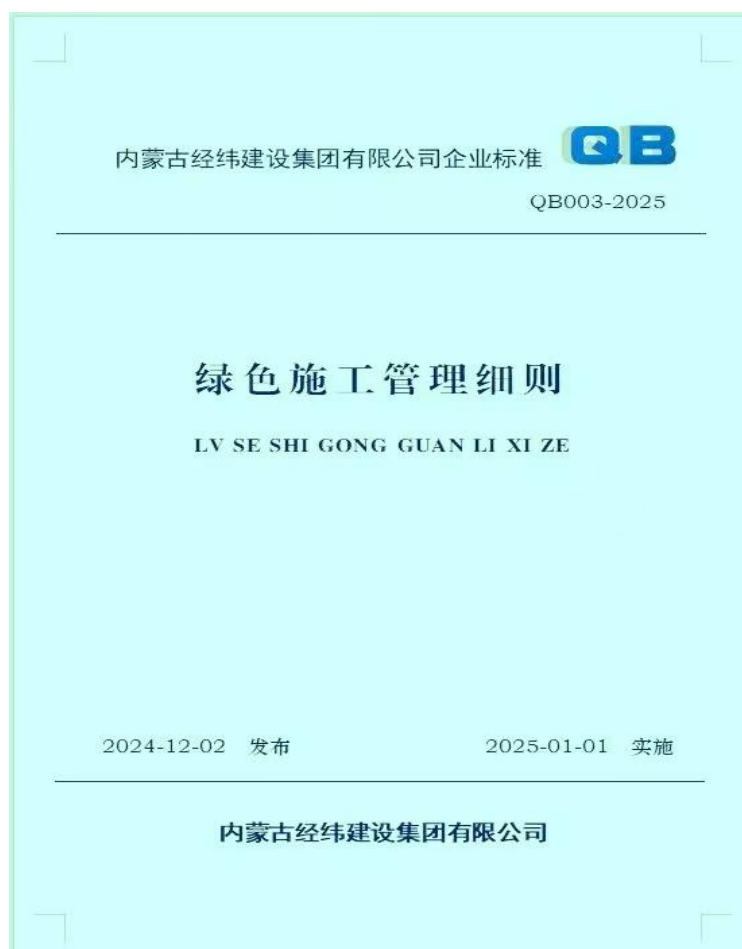 内蒙古经纬建设集团有限公司企业标准 QB
QB003-2025
绿色施工管理细则
LV SE SHI GONG GUAN LI XI ZE
2024-12-02 发布 2025-01-01 实施
内蒙古经纬建设集团有限公司